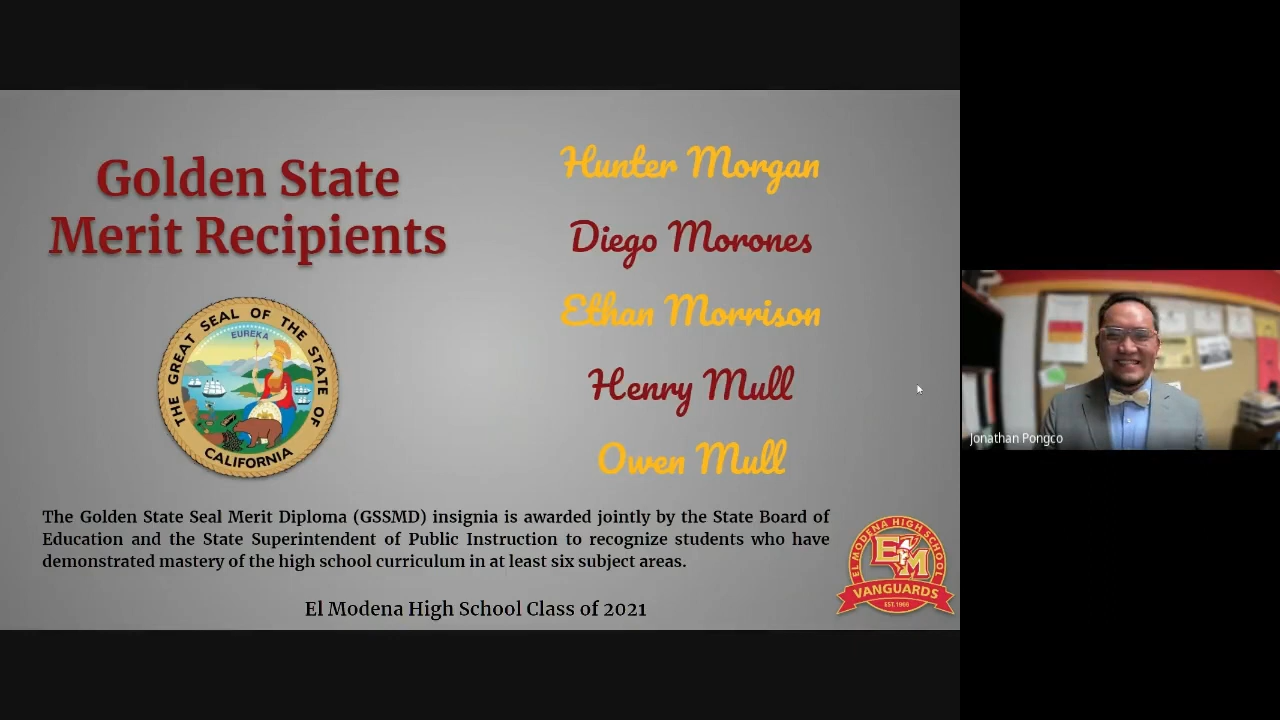 Golden State
Merit Recipients
Hunter Morgan
Diego Morones
Ethan Morrison
Henry Mull
Owen Mull
THE GREAT SEAL OF THE STATE OF
CALIFORNIA
EUREKA
The Golden State Seal Merit Diploma (GSSMD) insignia is awarded jointly by the State Board of
Education and the State Superintendent of Public Instruction to recognize students who have
demonstrated mastery of the high school curriculum in at least six subject areas.
El Modena High School Class of 2021
EL MODENA HIGH SCHOOL
EM
VANGUARDS
EST. 1966
Jonathan Pongco